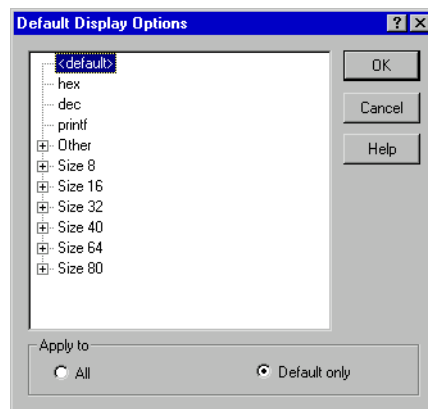 Default Display Options
<default>
hex
dec
printf
Other
Size 8
Size 16
Size 32
Size 40
Size 64
Size 80
OK
Cancel
Help
Apply to
All
Default only